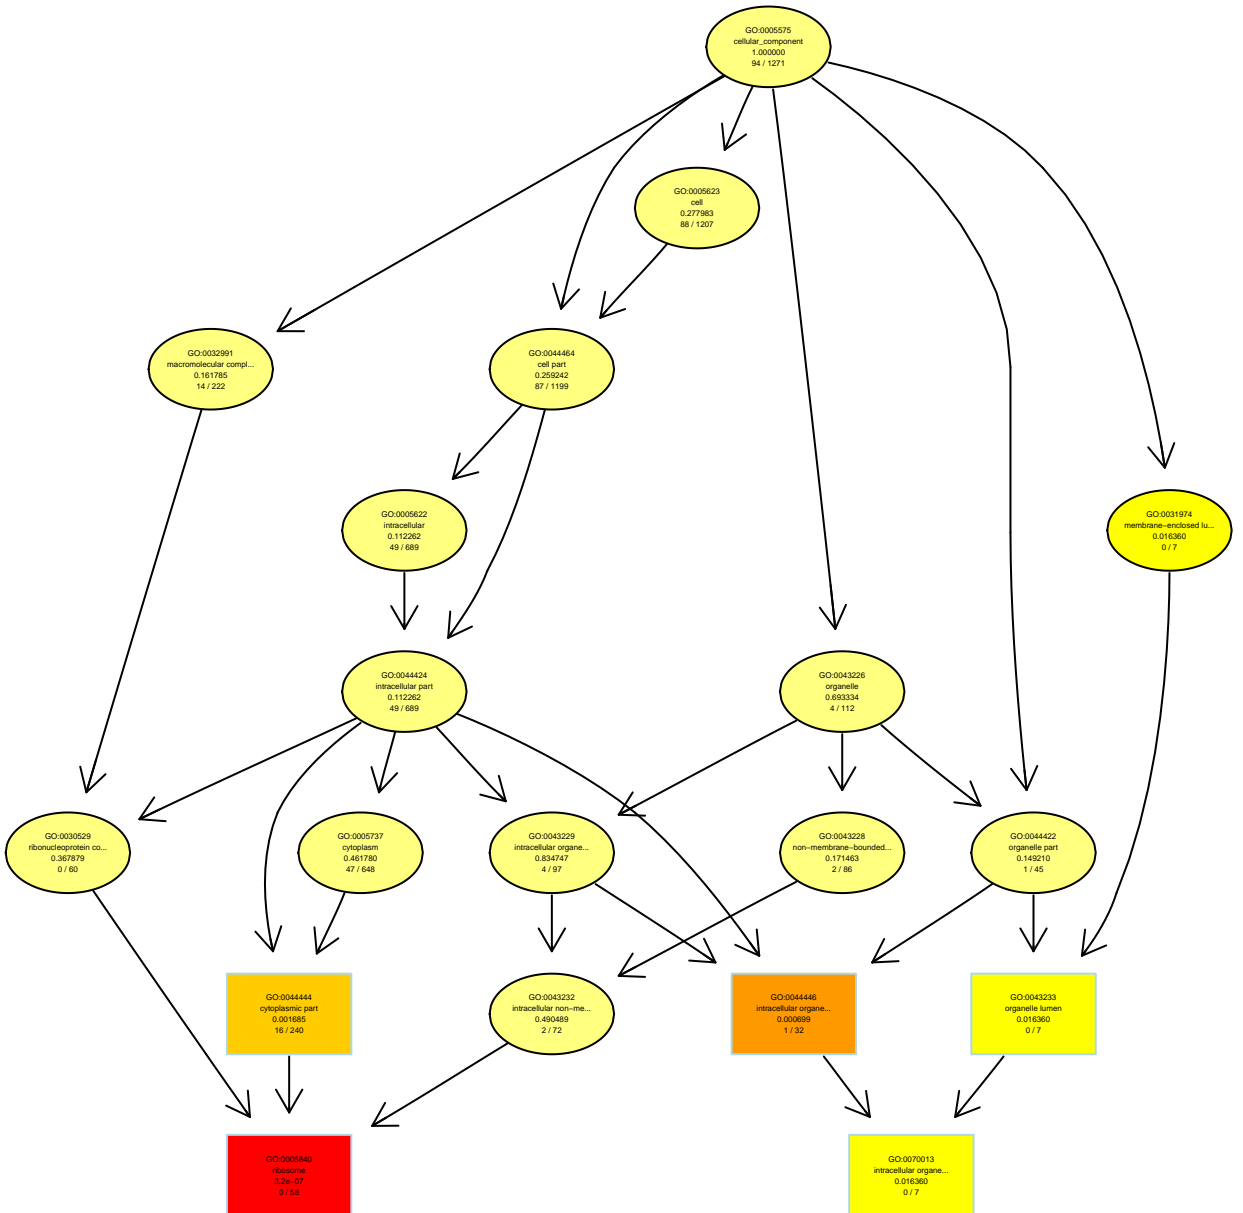 GO:0005575
cellular_component
1.000000
94 / 1271
GO:0005623
cell
0.277983
88 / 1207
GO:0032991
macromolecular compl...
0.161785
14 / 222
GO:0044464
cell part
0.259242
87 / 1199
GO:0005622
intracellular
0.112262
49 / 689
GO:0031974
membrane−enclosed lu...
0.016360
0 / 7
GO:0044424
intracellular part
0.112262
49 / 689
GO:0043226
organelle
0.693334
4 / 112
GO:0030529
ribonucleoprotein co...
0.367879
0 / 60
GO:0005737
cytoplasm
0.461780
47 / 648
GO:0043229
intracellular organe...
0.834747
4 / 97
GO:0043228
non−membrane−bounded...
0.171463
2 / 86
GO:0044422
organelle part
0.149210
1 / 45
GO:0044444
cytoplasmic part
0.001685
16 / 240
GO:0043232
intracellular non−me...
0.490489
2 / 72
GO:0044446
intracellular organe...
0.000699
1 / 32
GO:0043233
organelle lumen
0.016360
0 / 7
GO:0005840
ribosome
3.2e−07
0 / 58
GO:0070013
intracellular organe...
0.016360
0 / 7